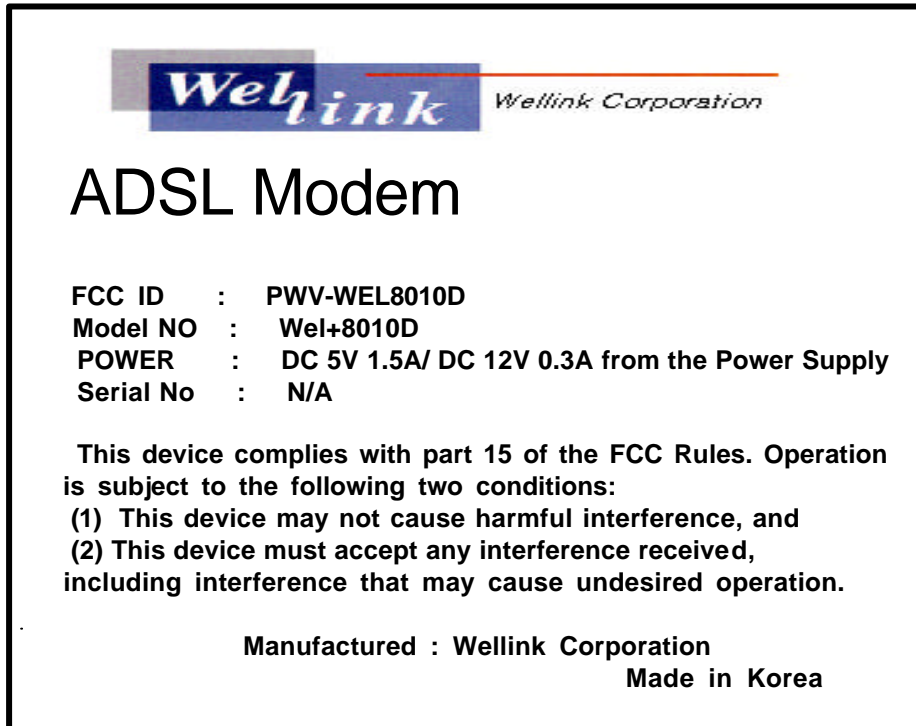 Wellink Wellink Corporation
ADSL Modem
FCC ID : PWV-WEL8010D
Model NO : Wel+8010D
POWER : DC 5V 1.5A/ DC 12V 0.3A from the Power Supply
Serial No : N/A
This device complies with part 15 of the FCC Rules. Operation
is subject to the following two conditions:
(1) This device may not cause harmful interference, and
(2) This device must accept any interference received,
including interference that may cause undesired operation.
Manufactured : Wellink Corporation
Made in Korea